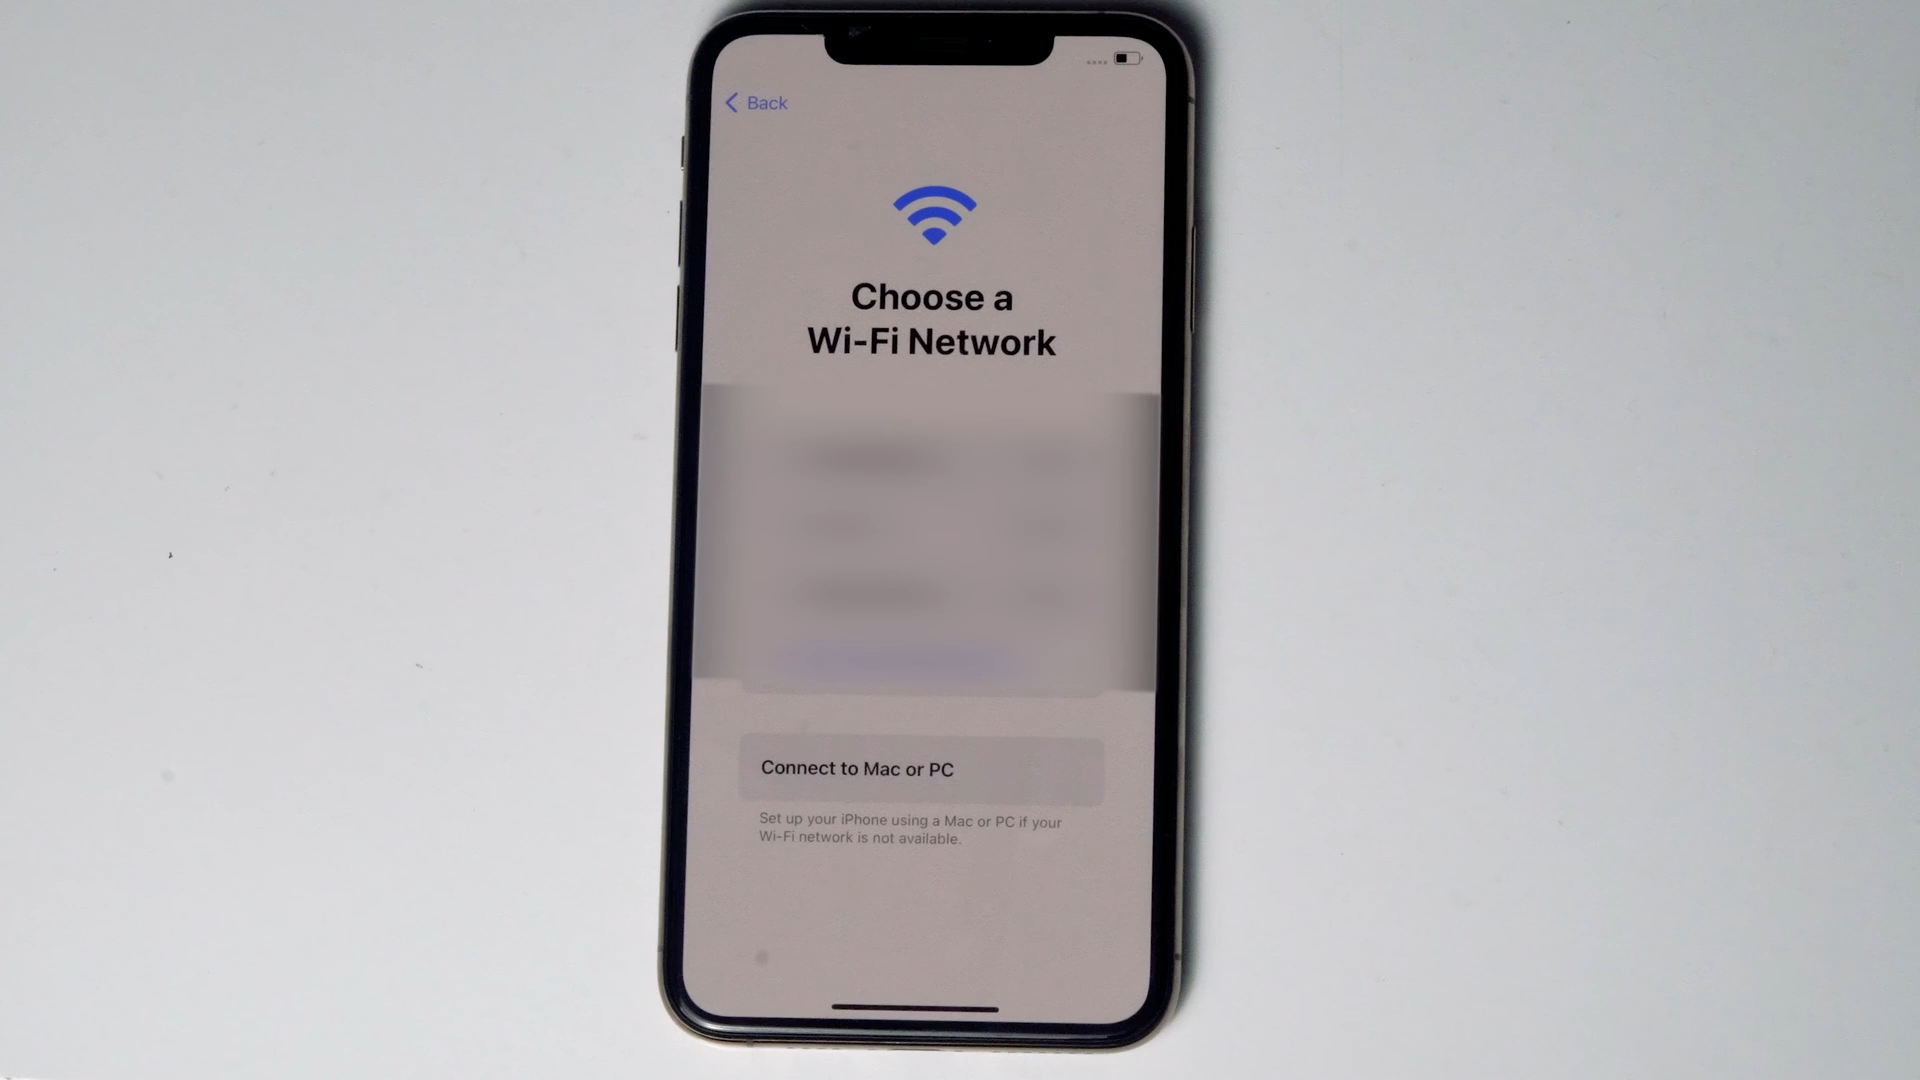 Back
Choose a
Wi-Fi Network
Connect to Mac or PC
Set up your iPhone using a Mac or PC if your
Wi-Fi network is not available.